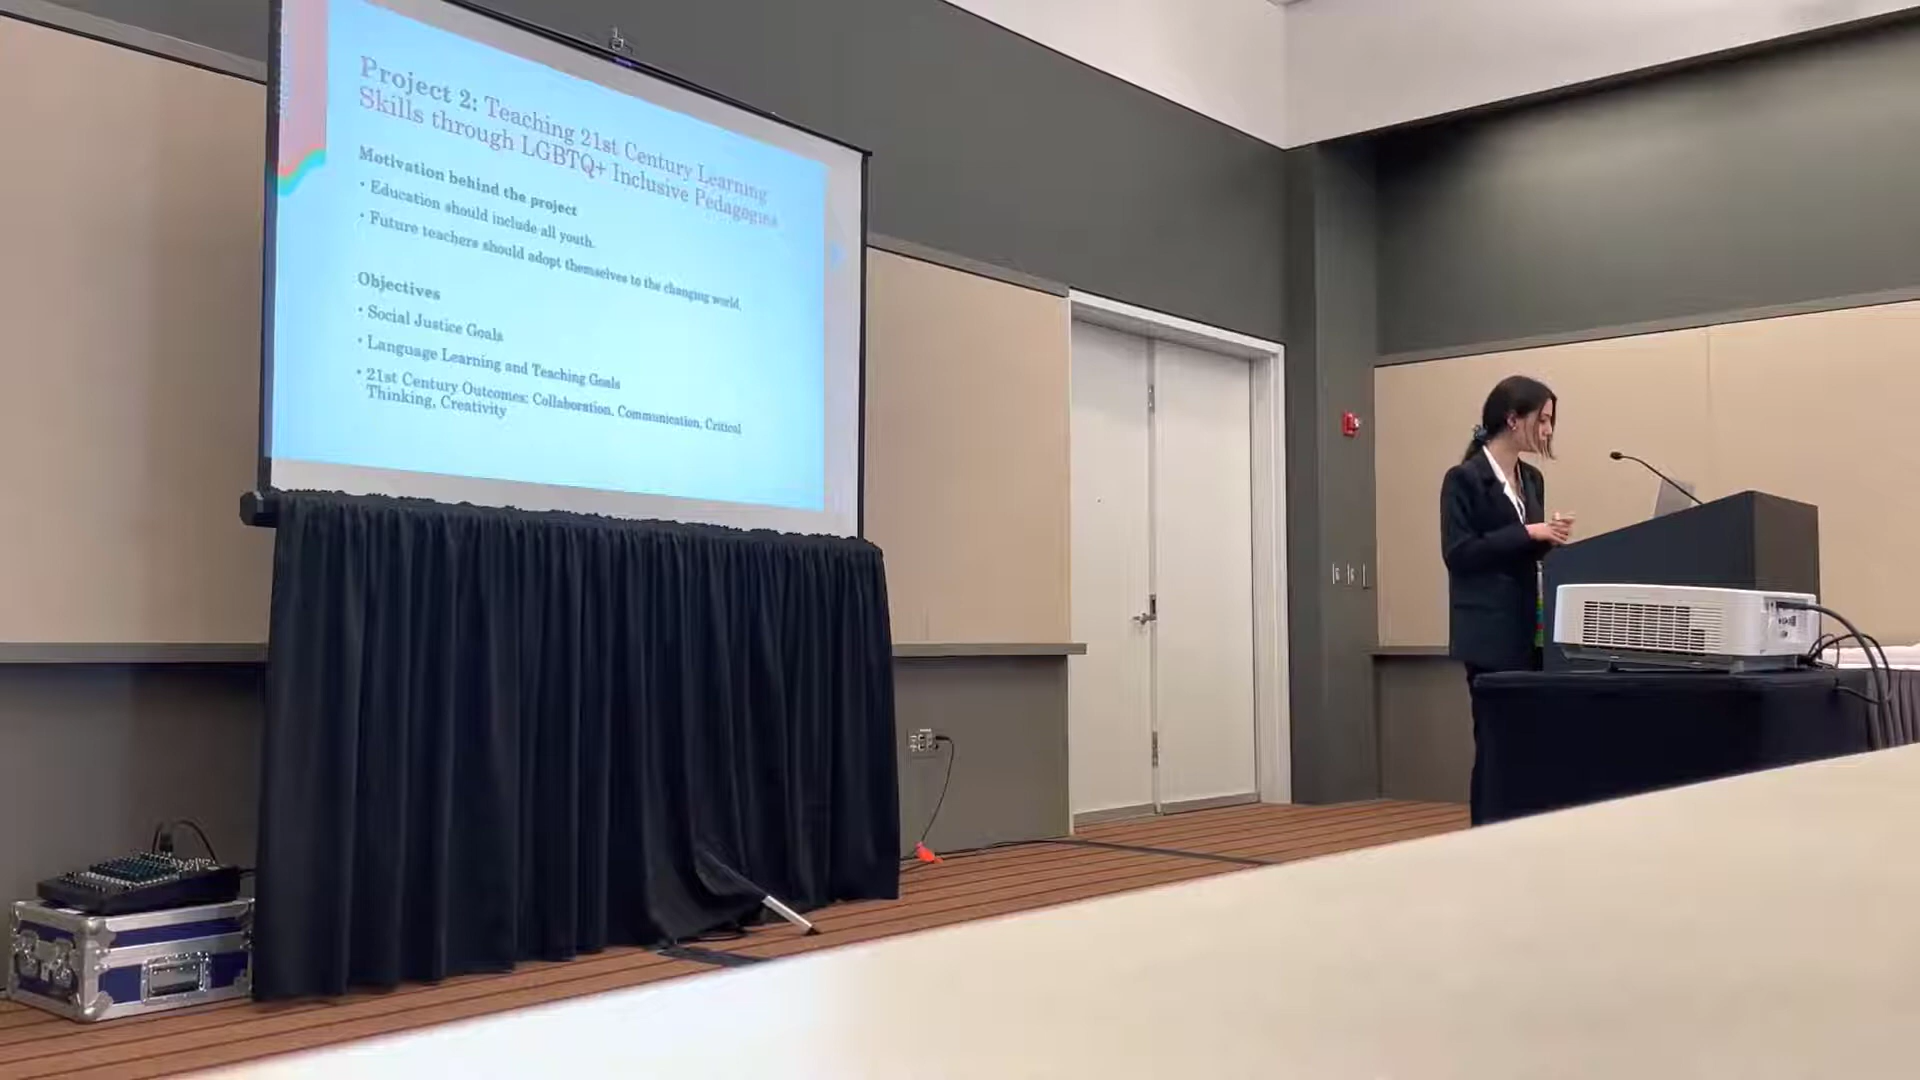 Project 2: Teaching 21st Century Learning
Skills through LGBTQ+ Inclusive Pedagogies
Motivation behind the project
• Education should include all youth.
• Future teachers should adopt themselves to the changing world.
Objectives
• Social Justice Goals
• Language Learning and Teaching Goals
• 21st Century Outcomes: Collaboration, Communication, Critical
Thinking, Creativity